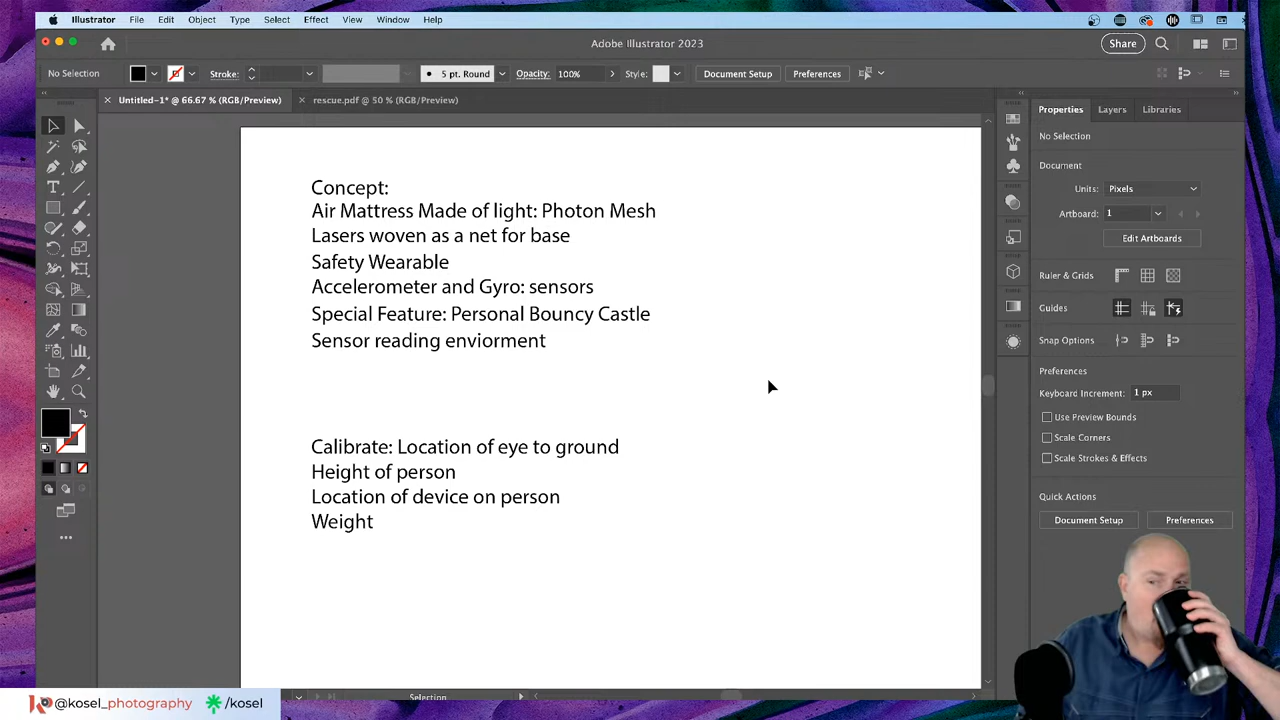 Illustrator File Edit Object Type Select Effect View Window Help
Adobe Illustrator 2023
Share
No Selection Stroke: 5 pt. Round Opacity: 100% Style: Document Setup Preferences
× Untitled-1* @ 66.67 % (RGB/Preview) × rescue.pdf @ 50 % (RGB/Preview)
Properties Layers Libraries
No Selection
Document
Units: Pixels
Artboard: 1
Edit Artboards
Ruler & Grids
Guides
Snap Options
Preferences
Keyboard Increment: 1 px
Use Preview Bounds
Scale Corners
Scale Strokes & Effects
Quick Actions
Document Setup Preferences
Concept:
Air Mattress Made of light: Photon Mesh
Lasers woven as a net for base
Safety Wearable
Accelerometer and Gyro: sensors
Special Feature: Personal Bouncy Castle
Sensor reading enviorment
Calibrate: Location of eye to ground
Height of person
Location of device on person
Weight
Selection
@kosel_photography /kosel